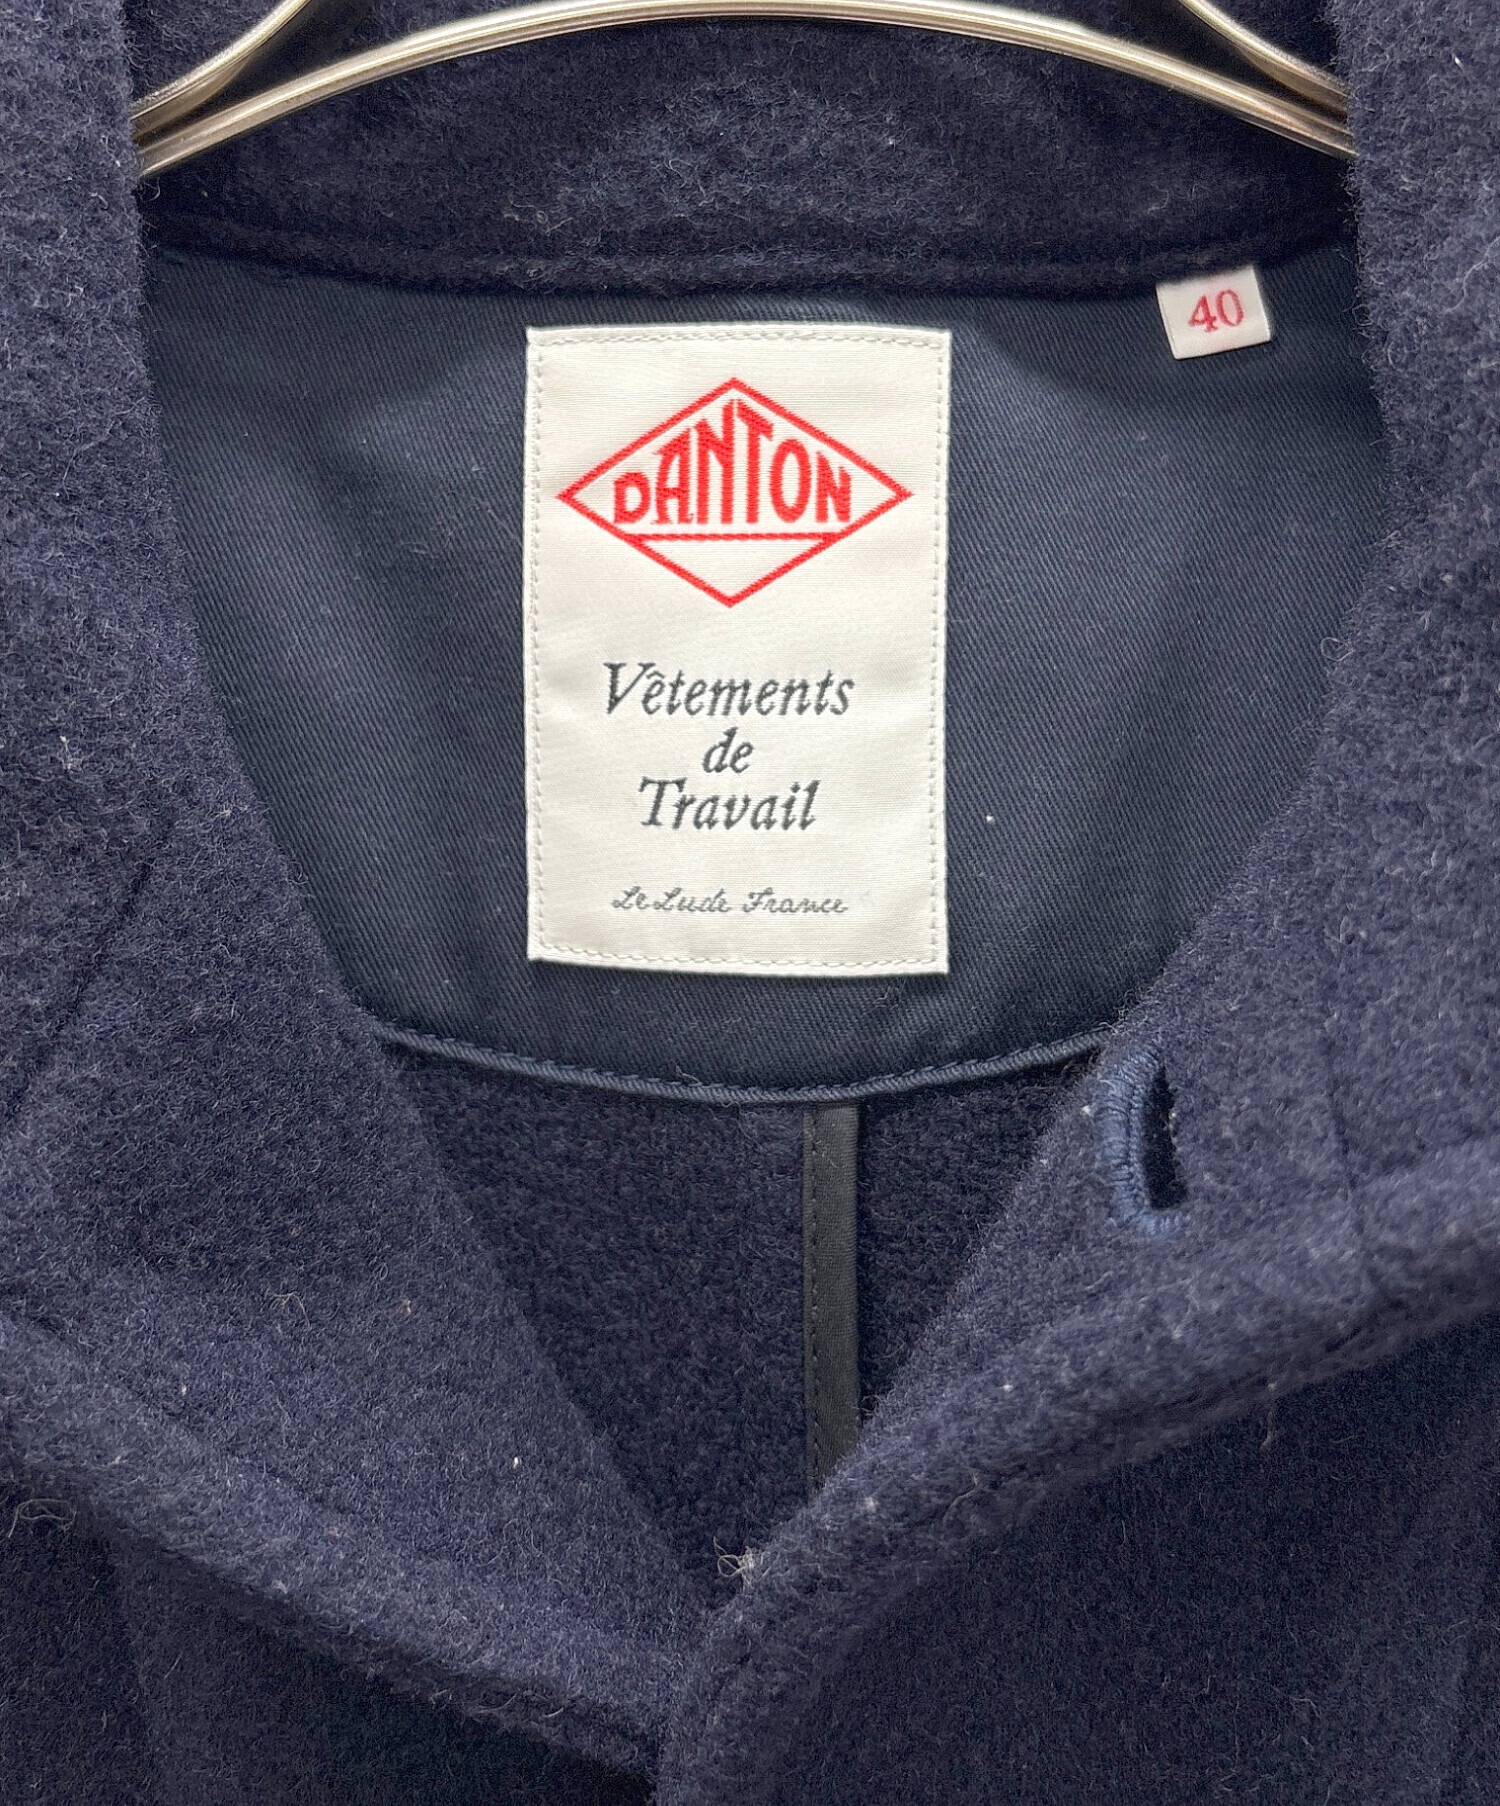 40
DANTON
Vêtements
de
Travail
Le Lude France